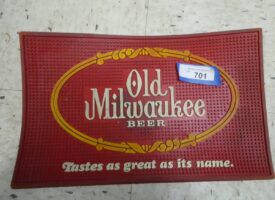 701
Old
Milwaukee
BEER
Tastes as great as its name.